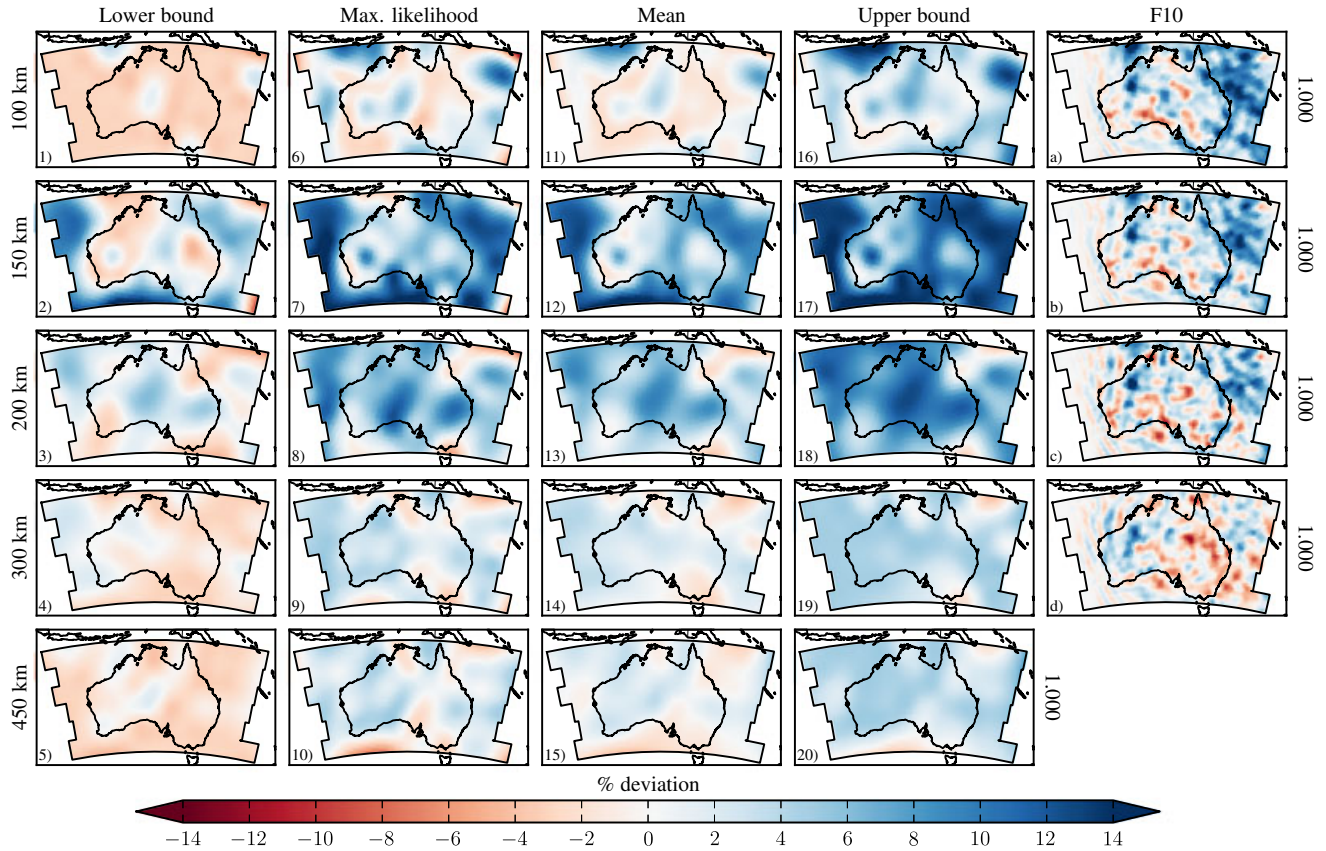 Lower bound Max. likelihood Mean Upper bound F10
100 km 1) 6) 11) 16) a) 1.000
150 km 2) 7) 12) 17) b) 1.000
200 km 3) 8) 13) 18) c) 1.000
300 km 4) 9) 14) 19) d) 1.000
450 km 5) 10) 15) 20) 1.000
% deviation
−14 −12 −10 −8 −6 −4 −2 0 2 4 6 8 10 12 14